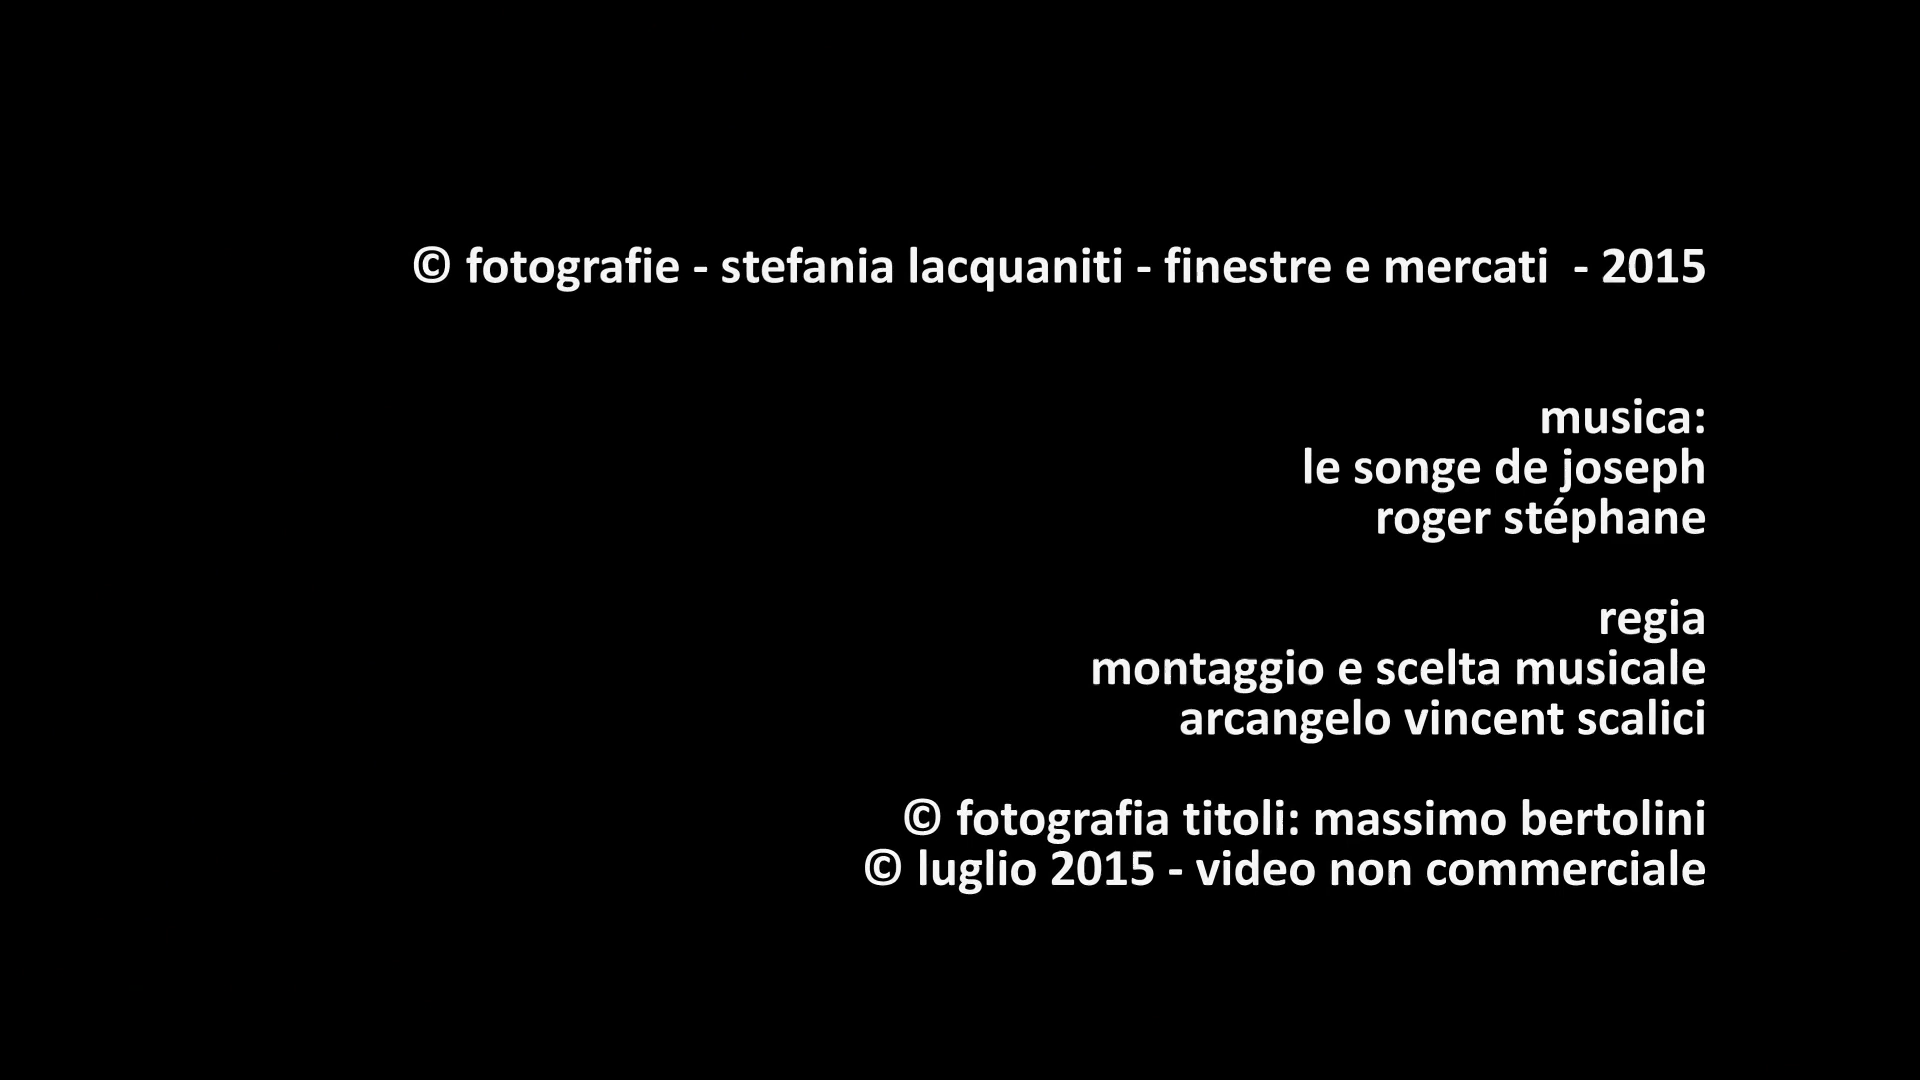 © fotografie - stefania lacquaniti - finestre e mercati  - 2015
musica:
le songe de joseph
roger stéphane
regia
montaggio e scelta musicale
arcangelo vincent scalici
© fotografia titoli: massimo bertolini
© luglio 2015 - video non commerciale